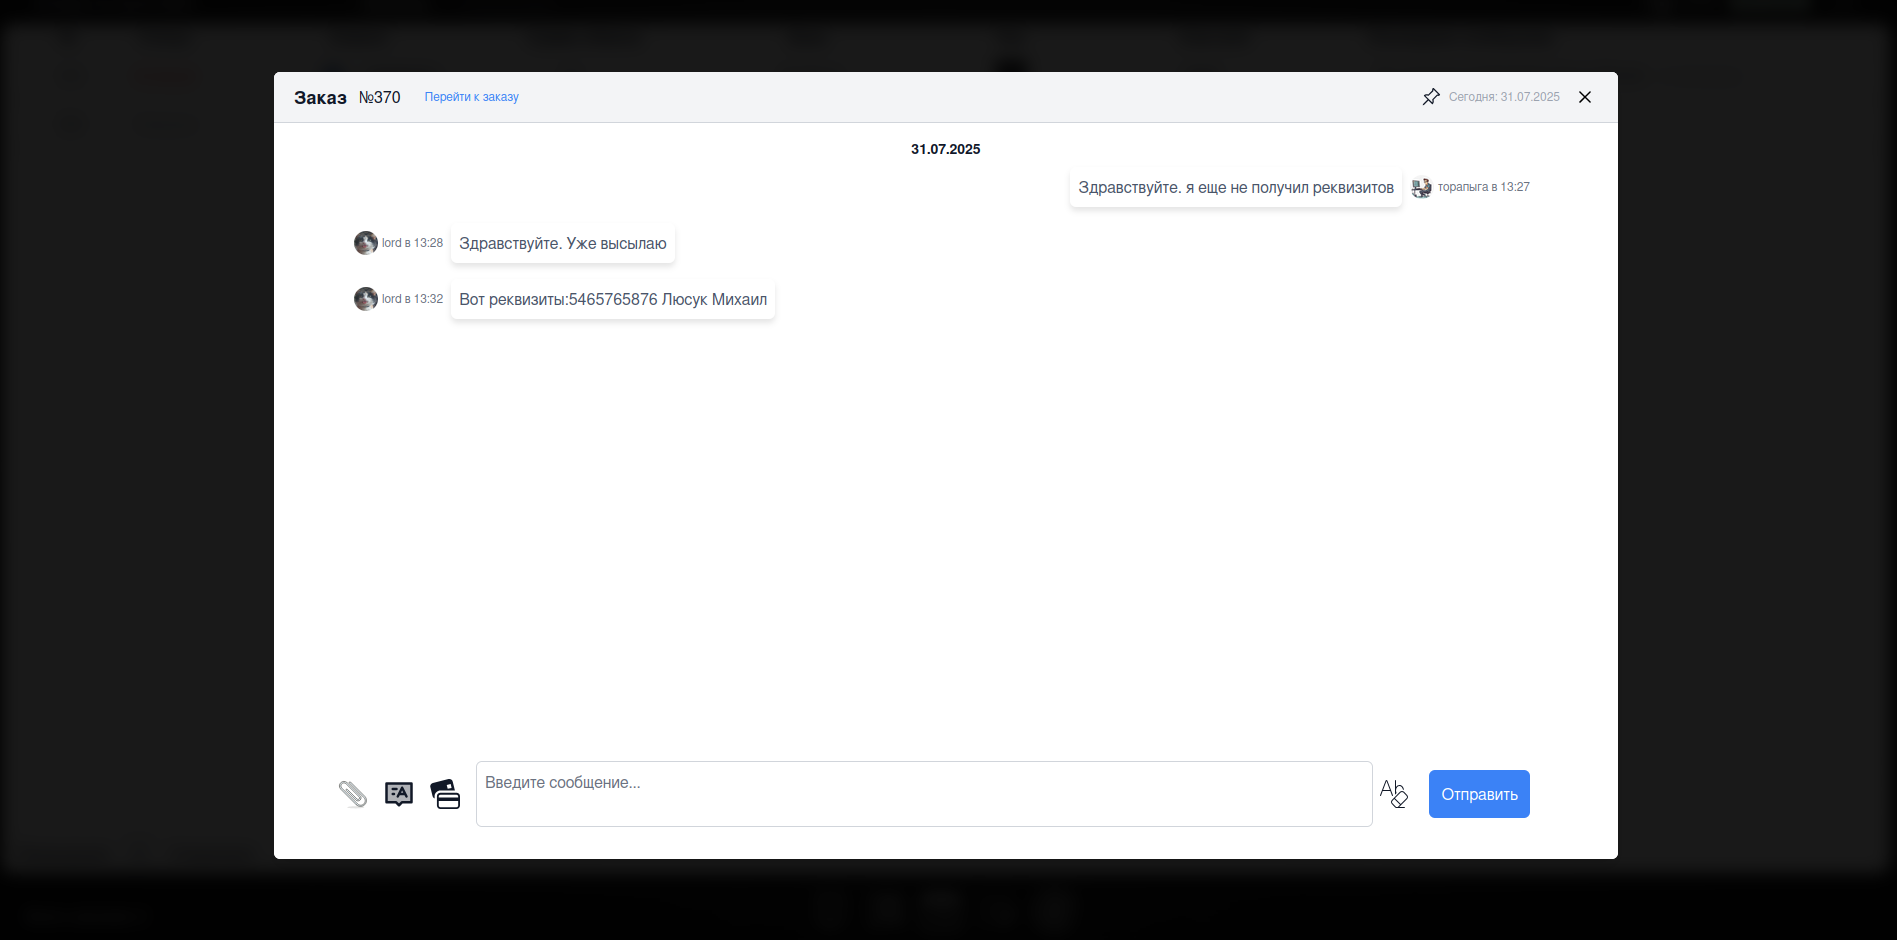 Заказ №370 Перейти к заказу Сегодня: 31.07.2025
31.07.2025
Здравствуйте. я еще не получил реквизитов торапыга в 13:27
lord в 13:28 Здравствуйте. Уже высылаю
lord в 13:32 Вот реквизиты:5465765876 Люсук Михаил
Введите сообщение...
Отправить